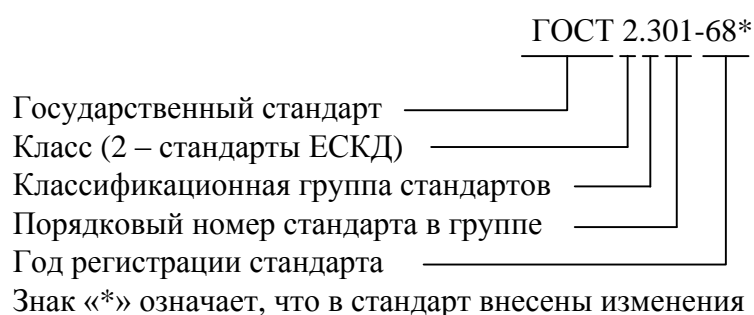 ГОСТ 2.301-68*
Государственный стандарт
Класс (2 – стандарты ЕСКД)
Классификационная группа стандартов
Порядковый номер стандарта в группе
Год регистрации стандарта
Знак «*» означает, что в стандарт внесены изменения